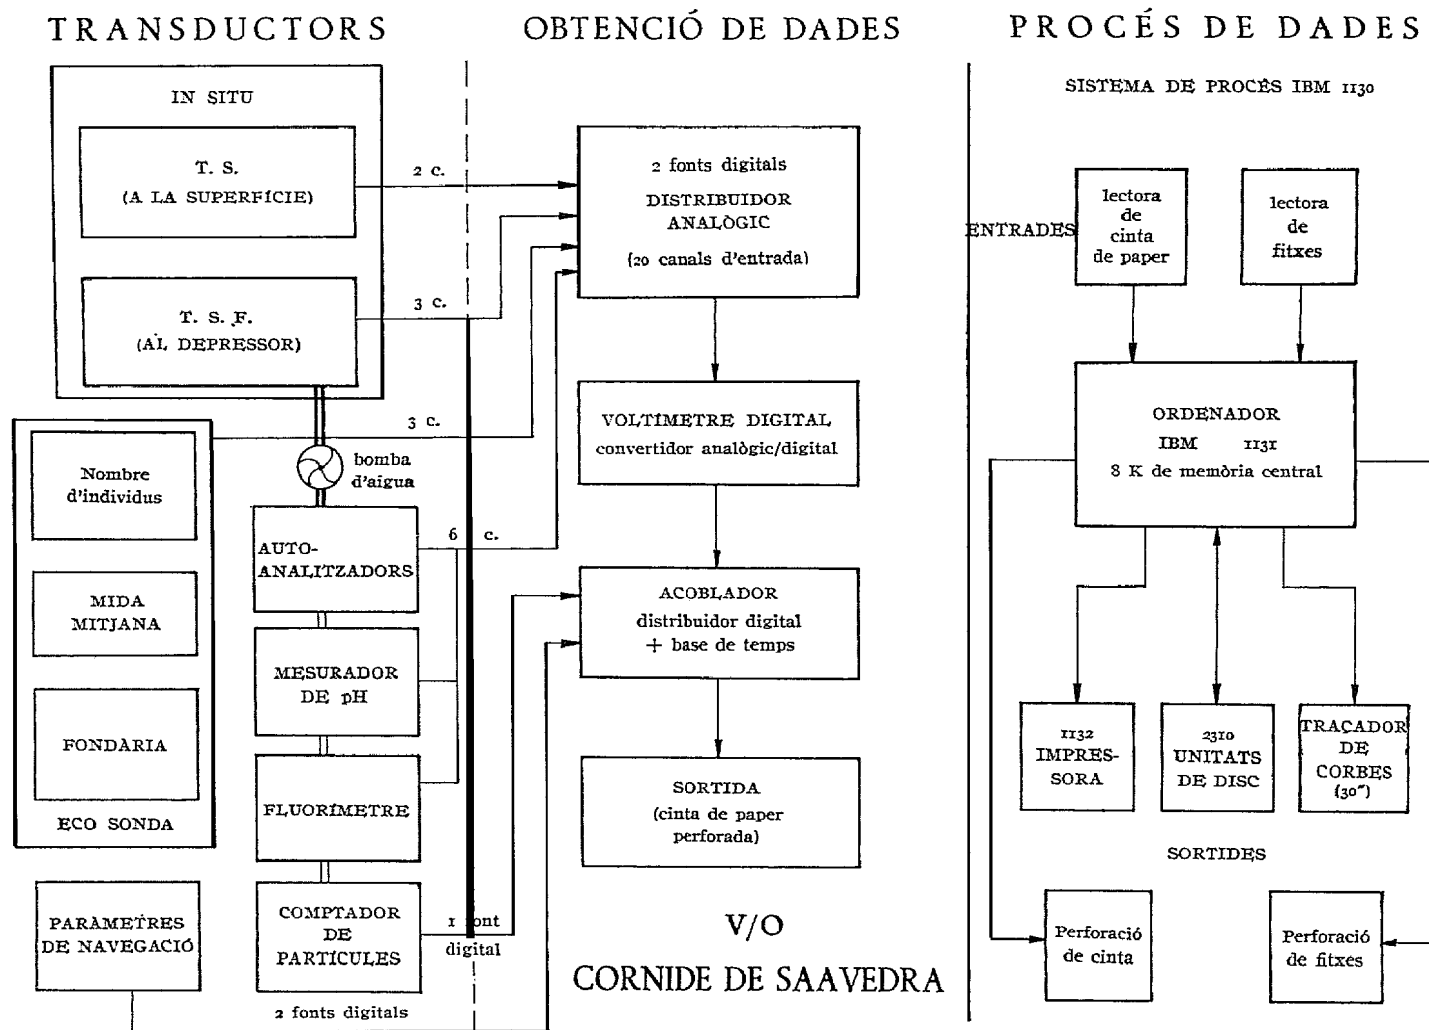 TRANSDUCTORS
IN SITU
T. S.
(A LA SUPERFÍCIE)
T. S. F.
(AL DEPRESSOR)
Nombre
d'individus
MIDA
MITJANA
FONDÀRIA
ECO SONDA
PARÀMETRES
DE NAVEGACIÓ
bomba
d'aigua
AUTO-
ANALITZADORS
MESURADOR
DE pH
FLUORÍMETRE
COMPTADOR
DE
PARTÍCULES
2 fonts digitals
2 c.
3 c.
3 c.
6 c.
1 font
digital
OBTENCIÓ DE DADES
2 fonts digitals
DISTRIBUIDOR
ANALÒGIC
(20 canals d'entrada)
VOLTÍMETRE DIGITAL
convertidor analògic/digital
ACOBLADOR
distribuidor digital
+ base de temps
SORTIDA
(cinta de paper
perforada)
V/O
CORNIDE DE SAAVEDRA
PROCÉS DE DADES
SISTEMA DE PROCÉS IBM 1130
ENTRADES
lectora
de
cinta
de paper
lectora
de
fitxes
ORDENADOR
IBM 1131
8 K de memòria central
1132
IMPRES-
SORA
2310
UNITATS
DE DISC
TRAÇADOR
DE
CORBES
(30")
SORTIDES
Perforació
de cinta
Perforació
de fitxes